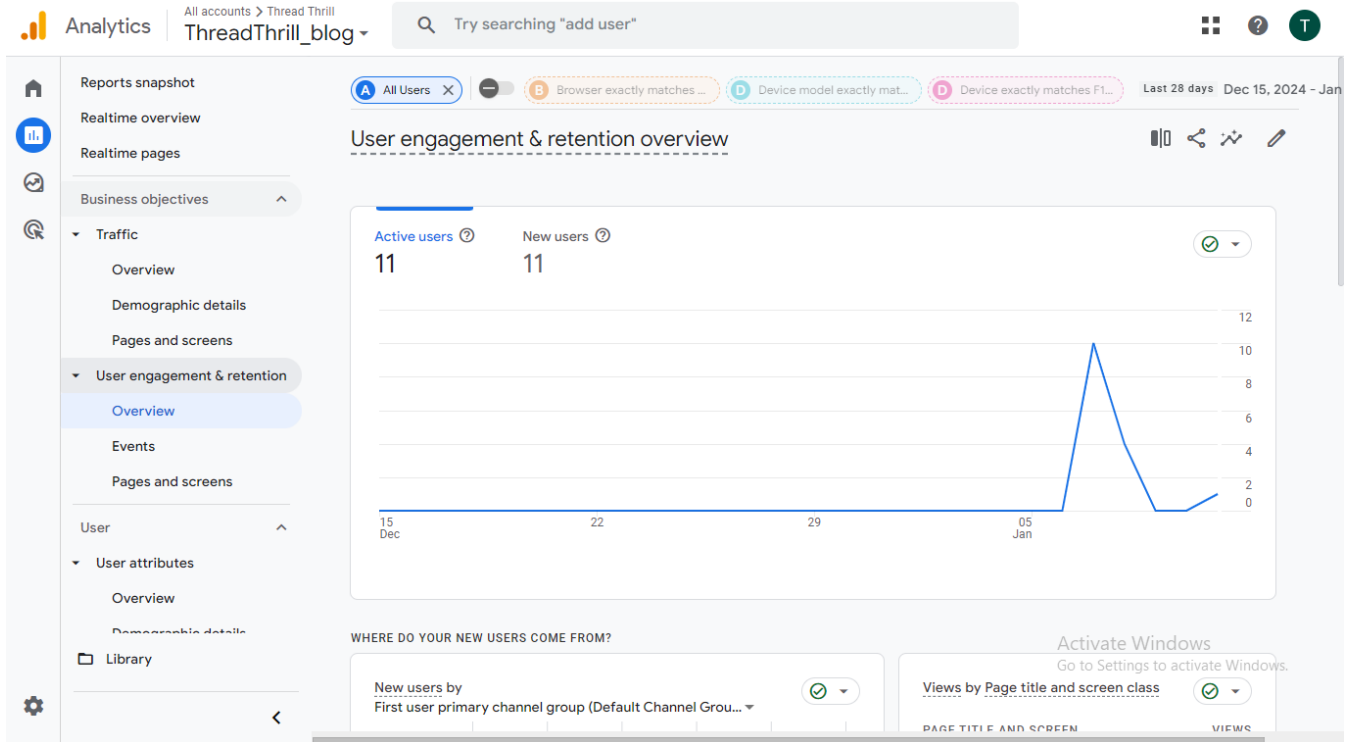 Analytics
All accounts > Thread Thrill
ThreadThrill_blog
Try searching "add user"
T
Reports snapshot
Realtime overview
Realtime pages
Business objectives
Traffic
Overview
Demographic details
Pages and screens
User engagement & retention
Overview
Events
Pages and screens
User
User attributes
Overview
Demographic details
Library
A All Users
B Browser exactly matches ...
D Device model exactly mat...
D Device exactly matches F1...
Last 28 days Dec 15, 2024 - Jan
User engagement & retention overview
Active users
11
New users
11
12
10
8
6
4
2
0
15
Dec
22
29
05
Jan
WHERE DO YOUR NEW USERS COME FROM?
New users by
First user primary channel group (Default Channel Grou...
Activate Windows
Go to Settings to activate Windows.
Views by Page title and screen class
PAGE TITLE AND SCREEN VIEWS